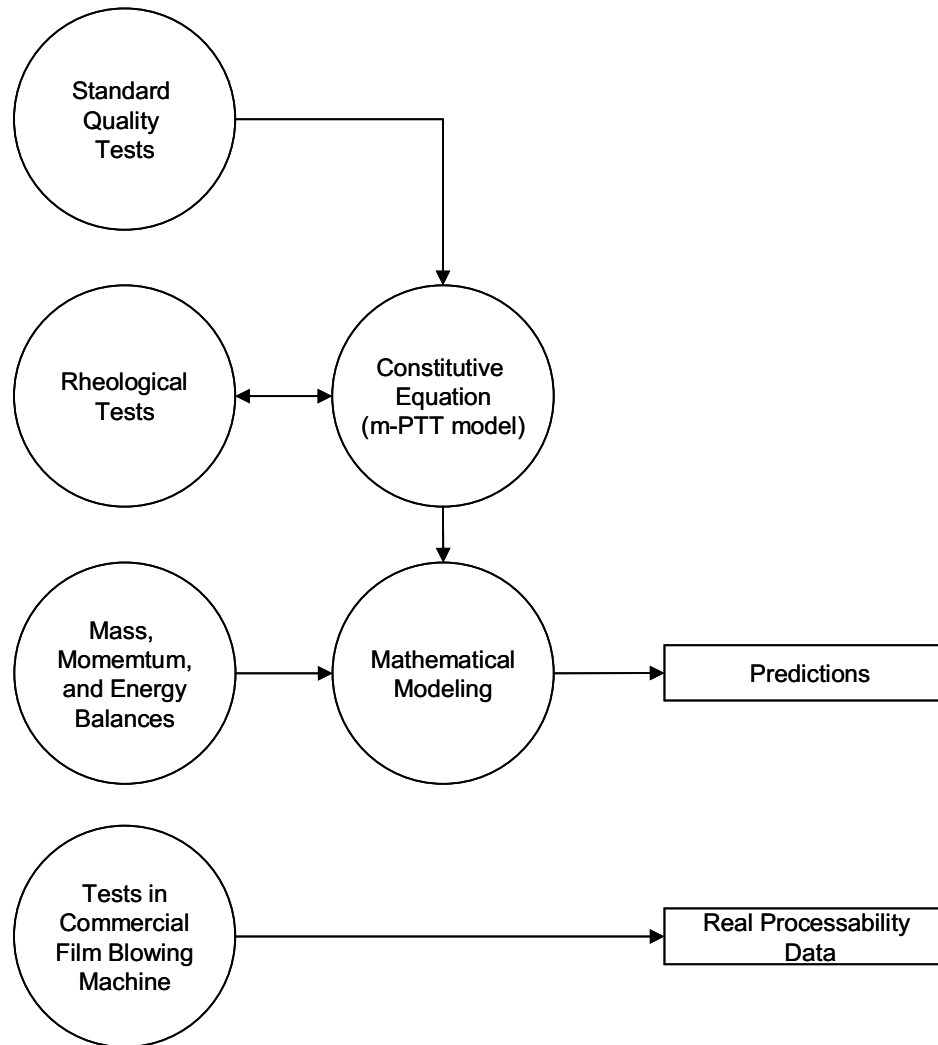 Standard
Quality
Tests
Rheological
Tests
Constitutive
Equation
(m-PTT model)
Mass,
Momemtum,
and Energy
Balances
Mathematical
Modeling
Predictions
Tests in
Commercial
Film Blowing
Machine
Real Processability
Data